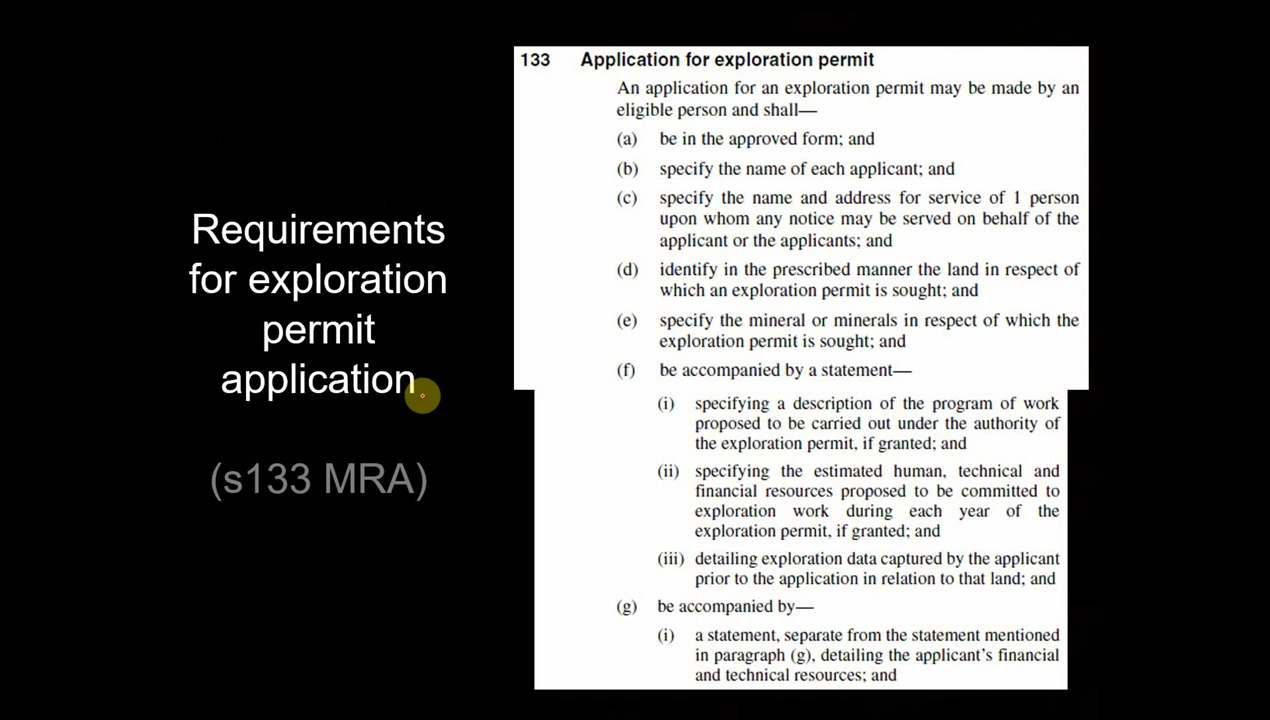 Requirements
for exploration
permit
application
(s133 MRA)
133 Application for exploration permit
An application for an exploration permit may be made by an
eligible person and shall—
(a) be in the approved form; and
(b) specify the name of each applicant; and
(c) specify the name and address for service of 1 person
upon whom any notice may be served on behalf of the
applicant or the applicants; and
(d) identify in the prescribed manner the land in respect of
which an exploration permit is sought; and
(e) specify the mineral or minerals in respect of which the
exploration permit is sought; and
(f) be accompanied by a statement—
(i) specifying a description of the program of work
proposed to be carried out under the authority of
the exploration permit, if granted; and
(ii) specifying the estimated human, technical and
financial resources proposed to be committed to
exploration work during each year of the
exploration permit, if granted; and
(iii) detailing exploration data captured by the applicant
prior to the application in relation to that land; and
(g) be accompanied by—
(i) a statement, separate from the statement mentioned
in paragraph (g), detailing the applicant's financial
and technical resources; and